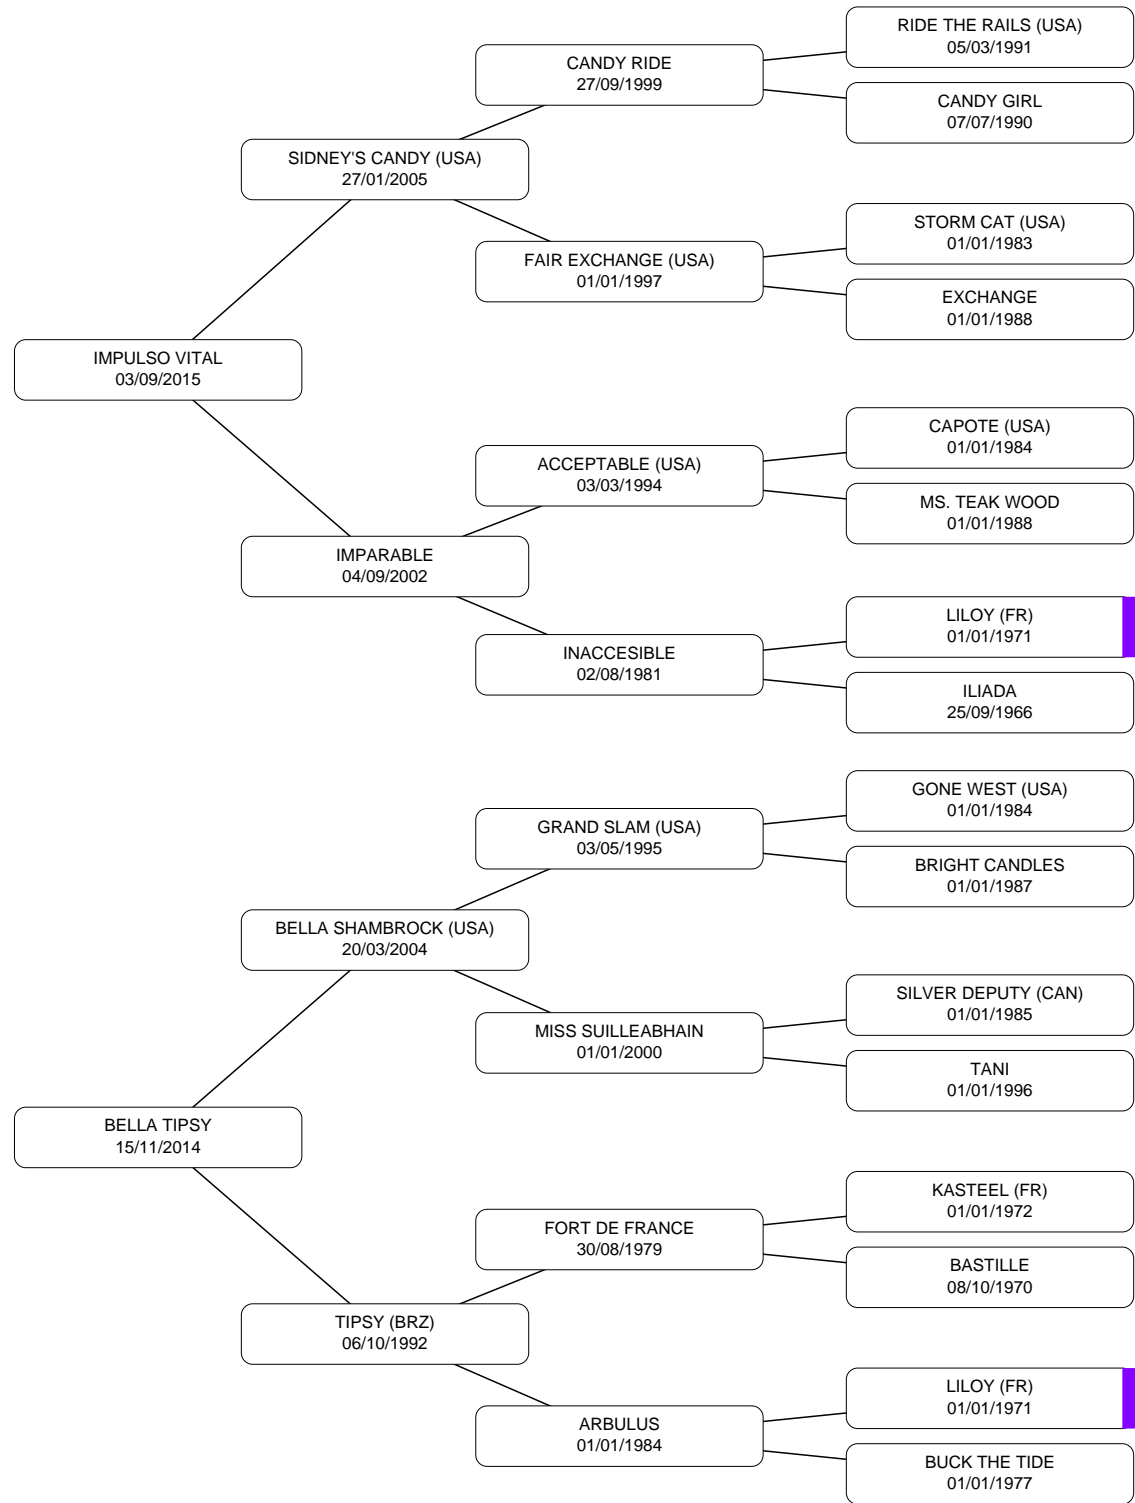 RIDE THE RAILS (USA)
05/03/1991
CANDY RIDE
27/09/1999
CANDY GIRL
07/07/1990
SIDNEY'S CANDY (USA)
27/01/2005
STORM CAT (USA)
01/01/1983
FAIR EXCHANGE (USA)
01/01/1997
EXCHANGE
01/01/1988
IMPULSO VITAL
03/09/2015
CAPOTE (USA)
01/01/1984
ACCEPTABLE (USA)
03/03/1994
MS. TEAK WOOD
01/01/1988
IMPARABLE
04/09/2002
LILOY (FR)
01/01/1971
INACCESIBLE
02/08/1981
ILIADA
25/09/1966
GONE WEST (USA)
01/01/1984
GRAND SLAM (USA)
03/05/1995
BRIGHT CANDLES
01/01/1987
BELLA SHAMBROCK (USA)
20/03/2004
SILVER DEPUTY (CAN)
01/01/1985
MISS SUILLEABHAIN
01/01/2000
TANI
01/01/1996
BELLA TIPSY
15/11/2014
KASTEEL (FR)
01/01/1972
FORT DE FRANCE
30/08/1979
BASTILLE
08/10/1970
TIPSY (BRZ)
06/10/1992
LILOY (FR)
01/01/1971
ARBULUS
01/01/1984
BUCK THE TIDE
01/01/1977